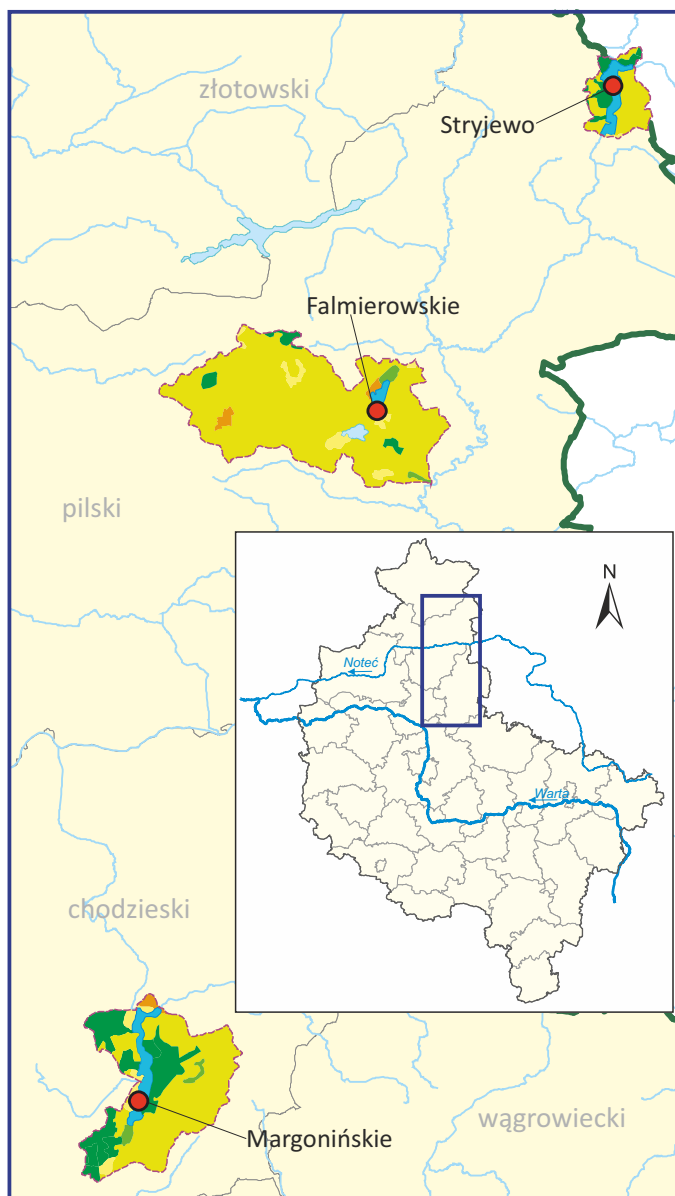 złotowski
Stryjewo
Falmierowskie
pilski
N
Noteć
Warta
chodzieski
wągrowiecki
Margonińskie